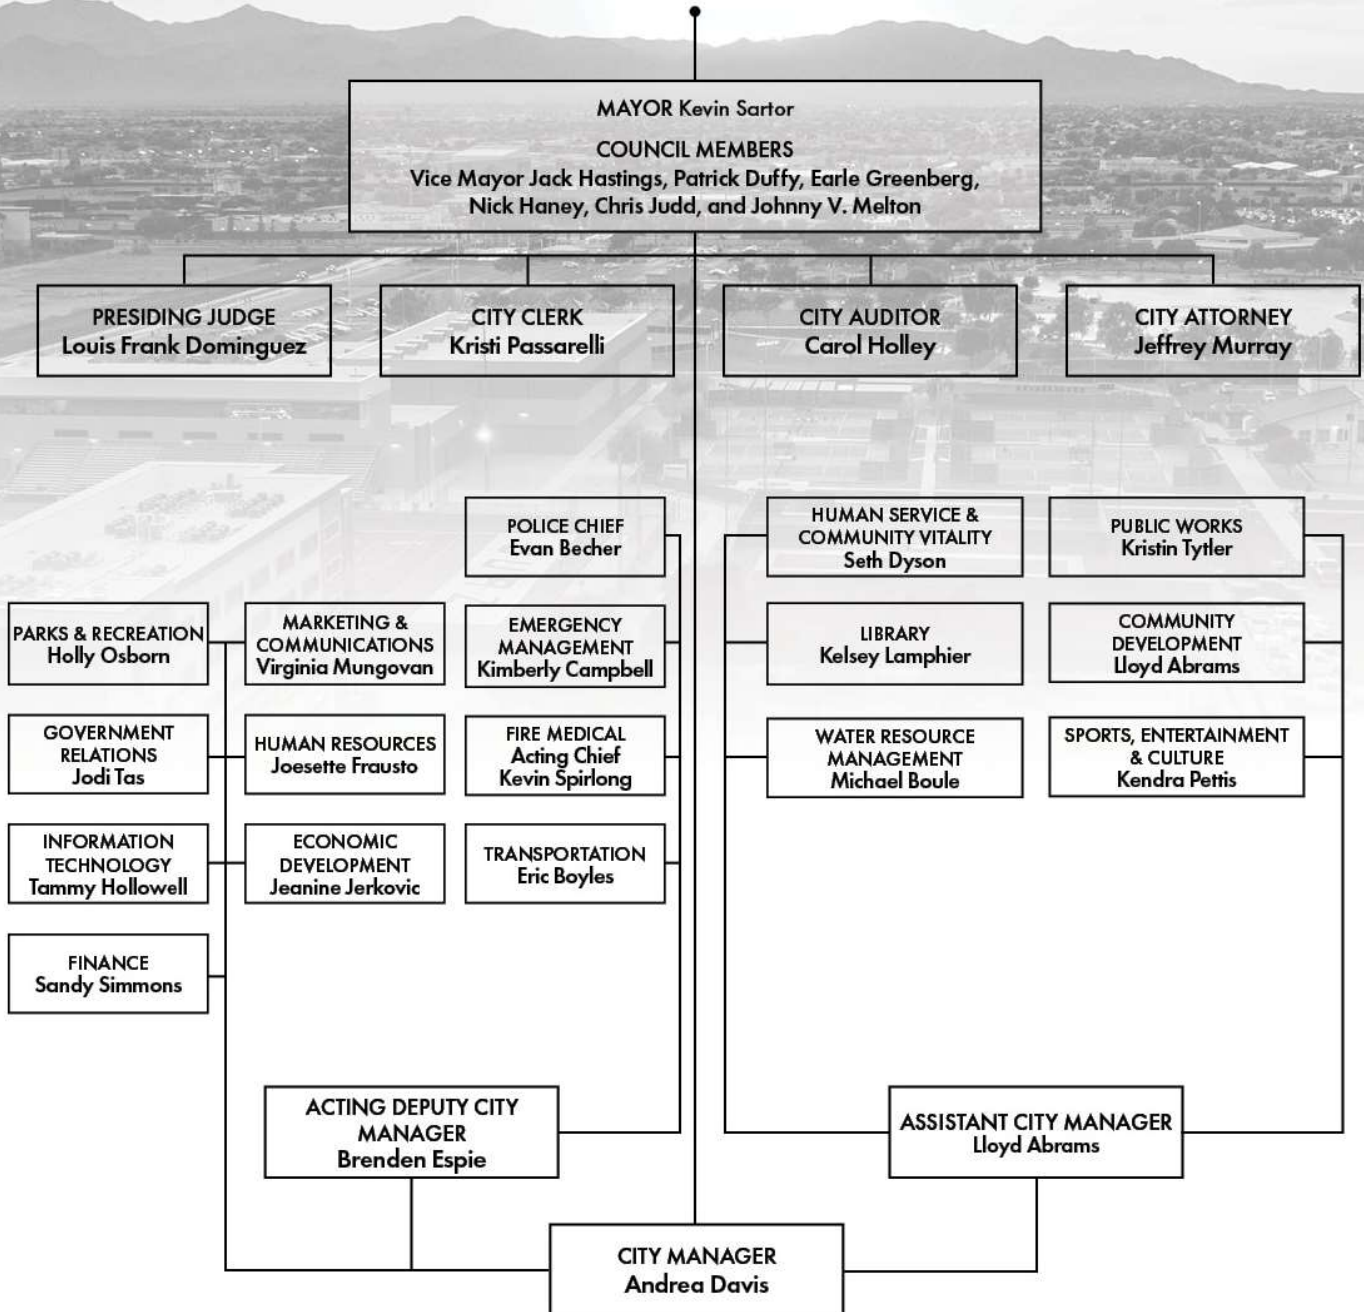 MAYOR Kevin Sartor
COUNCIL MEMBERS
Vice Mayor Jack Hastings, Patrick Duffy, Earle Greenberg,
Nick Haney, Chris Judd, and Johnny V. Melton
PRESIDING JUDGE
Louis Frank Dominguez
CITY CLERK
Kristi Passarelli
CITY AUDITOR
Carol Holley
CITY ATTORNEY
Jeffrey Murray
POLICE CHIEF
Evan Becher
HUMAN SERVICE &
COMMUNITY VITALITY
Seth Dyson
PUBLIC WORKS
Kristin Tytler
PARKS & RECREATION
Holly Osborn
MARKETING &
COMMUNICATIONS
Virginia Mungovan
EMERGENCY
MANAGEMENT
Kimberly Campbell
LIBRARY
Kelsey Lamphier
COMMUNITY
DEVELOPMENT
Lloyd Abrams
GOVERNMENT
RELATIONS
Jodi Tas
HUMAN RESOURCES
Joesette Frausto
FIRE MEDICAL
Acting Chief
Kevin Spirlong
WATER RESOURCE
MANAGEMENT
Michael Boule
SPORTS, ENTERTAINMENT
& CULTURE
Kendra Pettis
INFORMATION
TECHNOLOGY
Tammy Hollowell
ECONOMIC
DEVELOPMENT
Jeanine Jerkovic
TRANSPORTATION
Eric Boyles
FINANCE
Sandy Simmons
ACTING DEPUTY CITY
MANAGER
Brenden Espie
ASSISTANT CITY MANAGER
Lloyd Abrams
CITY MANAGER
Andrea Davis